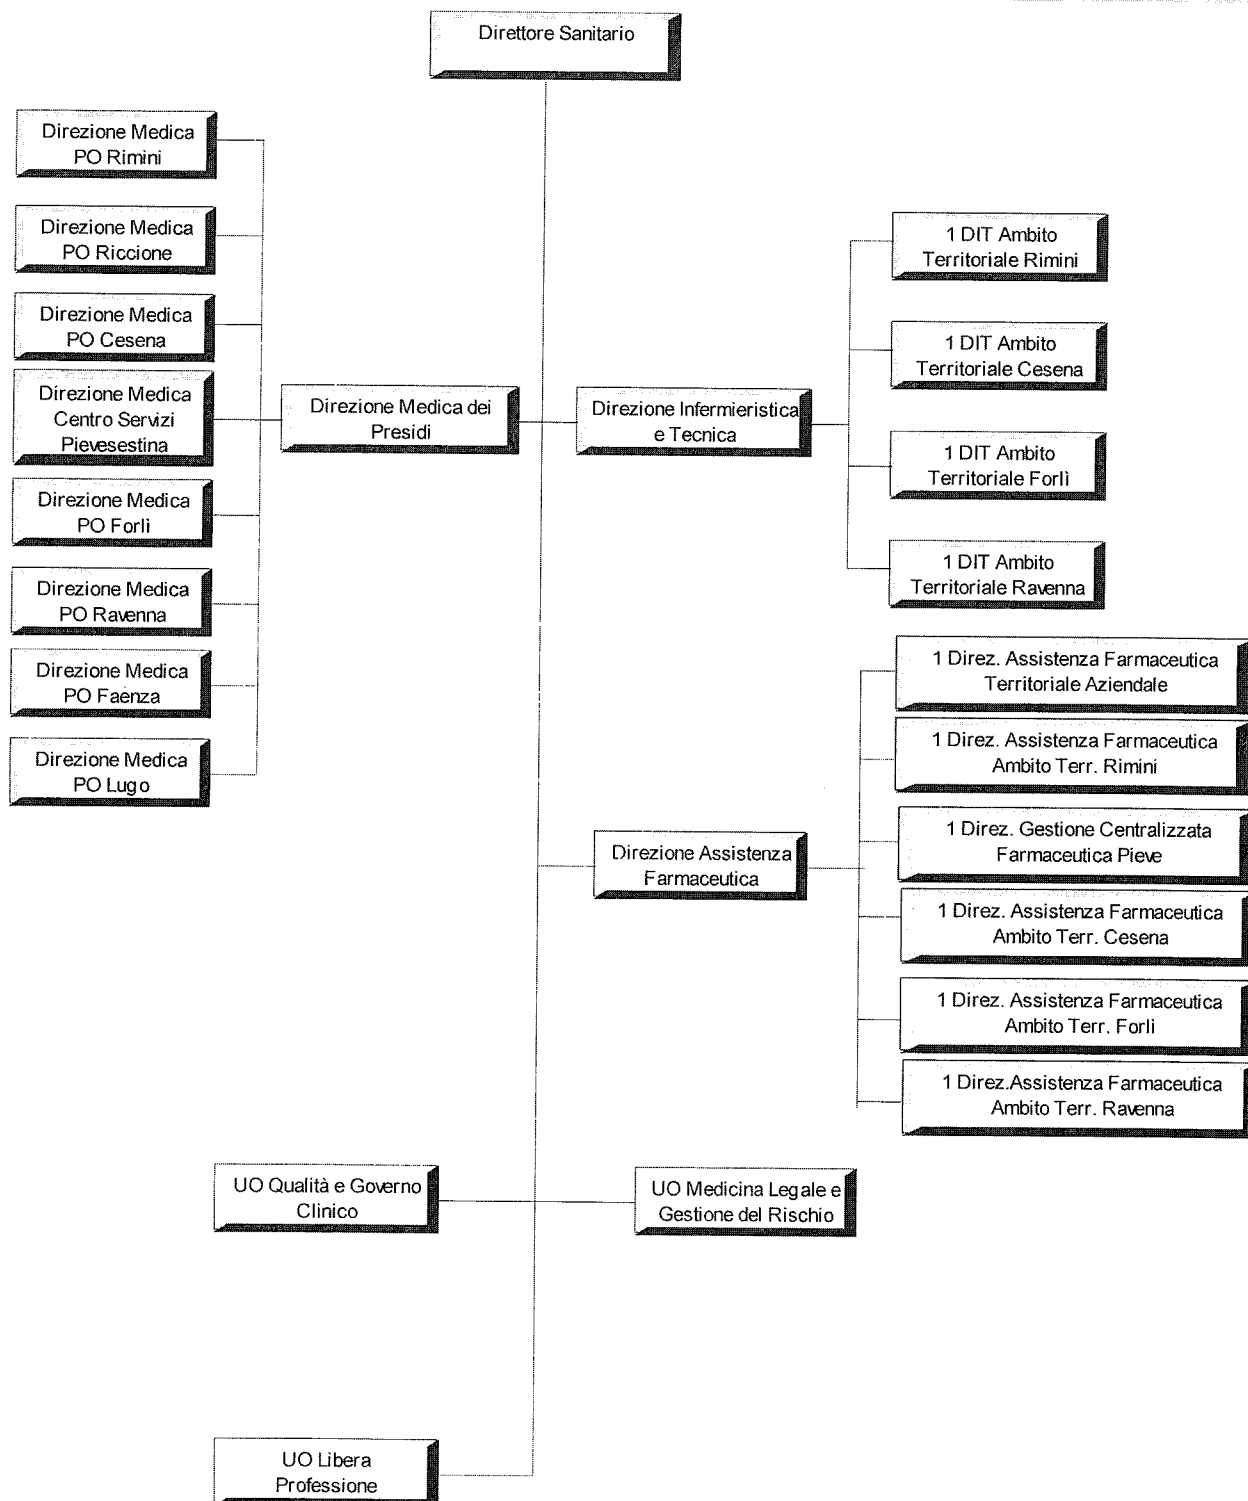 Direttore Sanitario
Direzione Medica
PO Rimini
Direzione Medica
PO Riccione
Direzione Medica
PO Cesena
Direzione Medica
Centro Servizi
Pievesestina
Direzione Medica
PO Forlì
Direzione Medica
PO Ravenna
Direzione Medica
PO Faenza
Direzione Medica
PO Lugo
Direzione Medica dei
Presidi
Direzione Infermieristica
e Tecnica
1 DIT Ambito
Territoriale Rimini
1 DIT Ambito
Territoriale Cesena
1 DIT Ambito
Territoriale Forlì
1 DIT Ambito
Territoriale Ravenna
Direzione Assistenza
Farmaceutica
1 Direz. Assistenza Farmaceutica
Territoriale Aziendale
1 Direz. Assistenza Farmaceutica
Ambito Terr. Rimini
1 Direz. Gestione Centralizzata
Farmaceutica Pieve
1 Direz. Assistenza Farmaceutica
Ambito Terr. Cesena
1 Direz. Assistenza Farmaceutica
Ambito Terr. Forlì
1 Direz.Assistenza Farmaceutica
Ambito Terr. Ravenna
UO Qualità e Governo
Clinico
UO Medicina Legale e
Gestione del Rischio
UO Libera
Professione